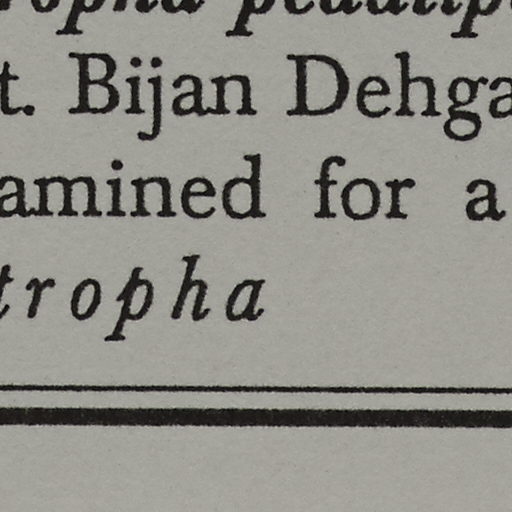 t. Bijan Dehga
amined for a
tropha